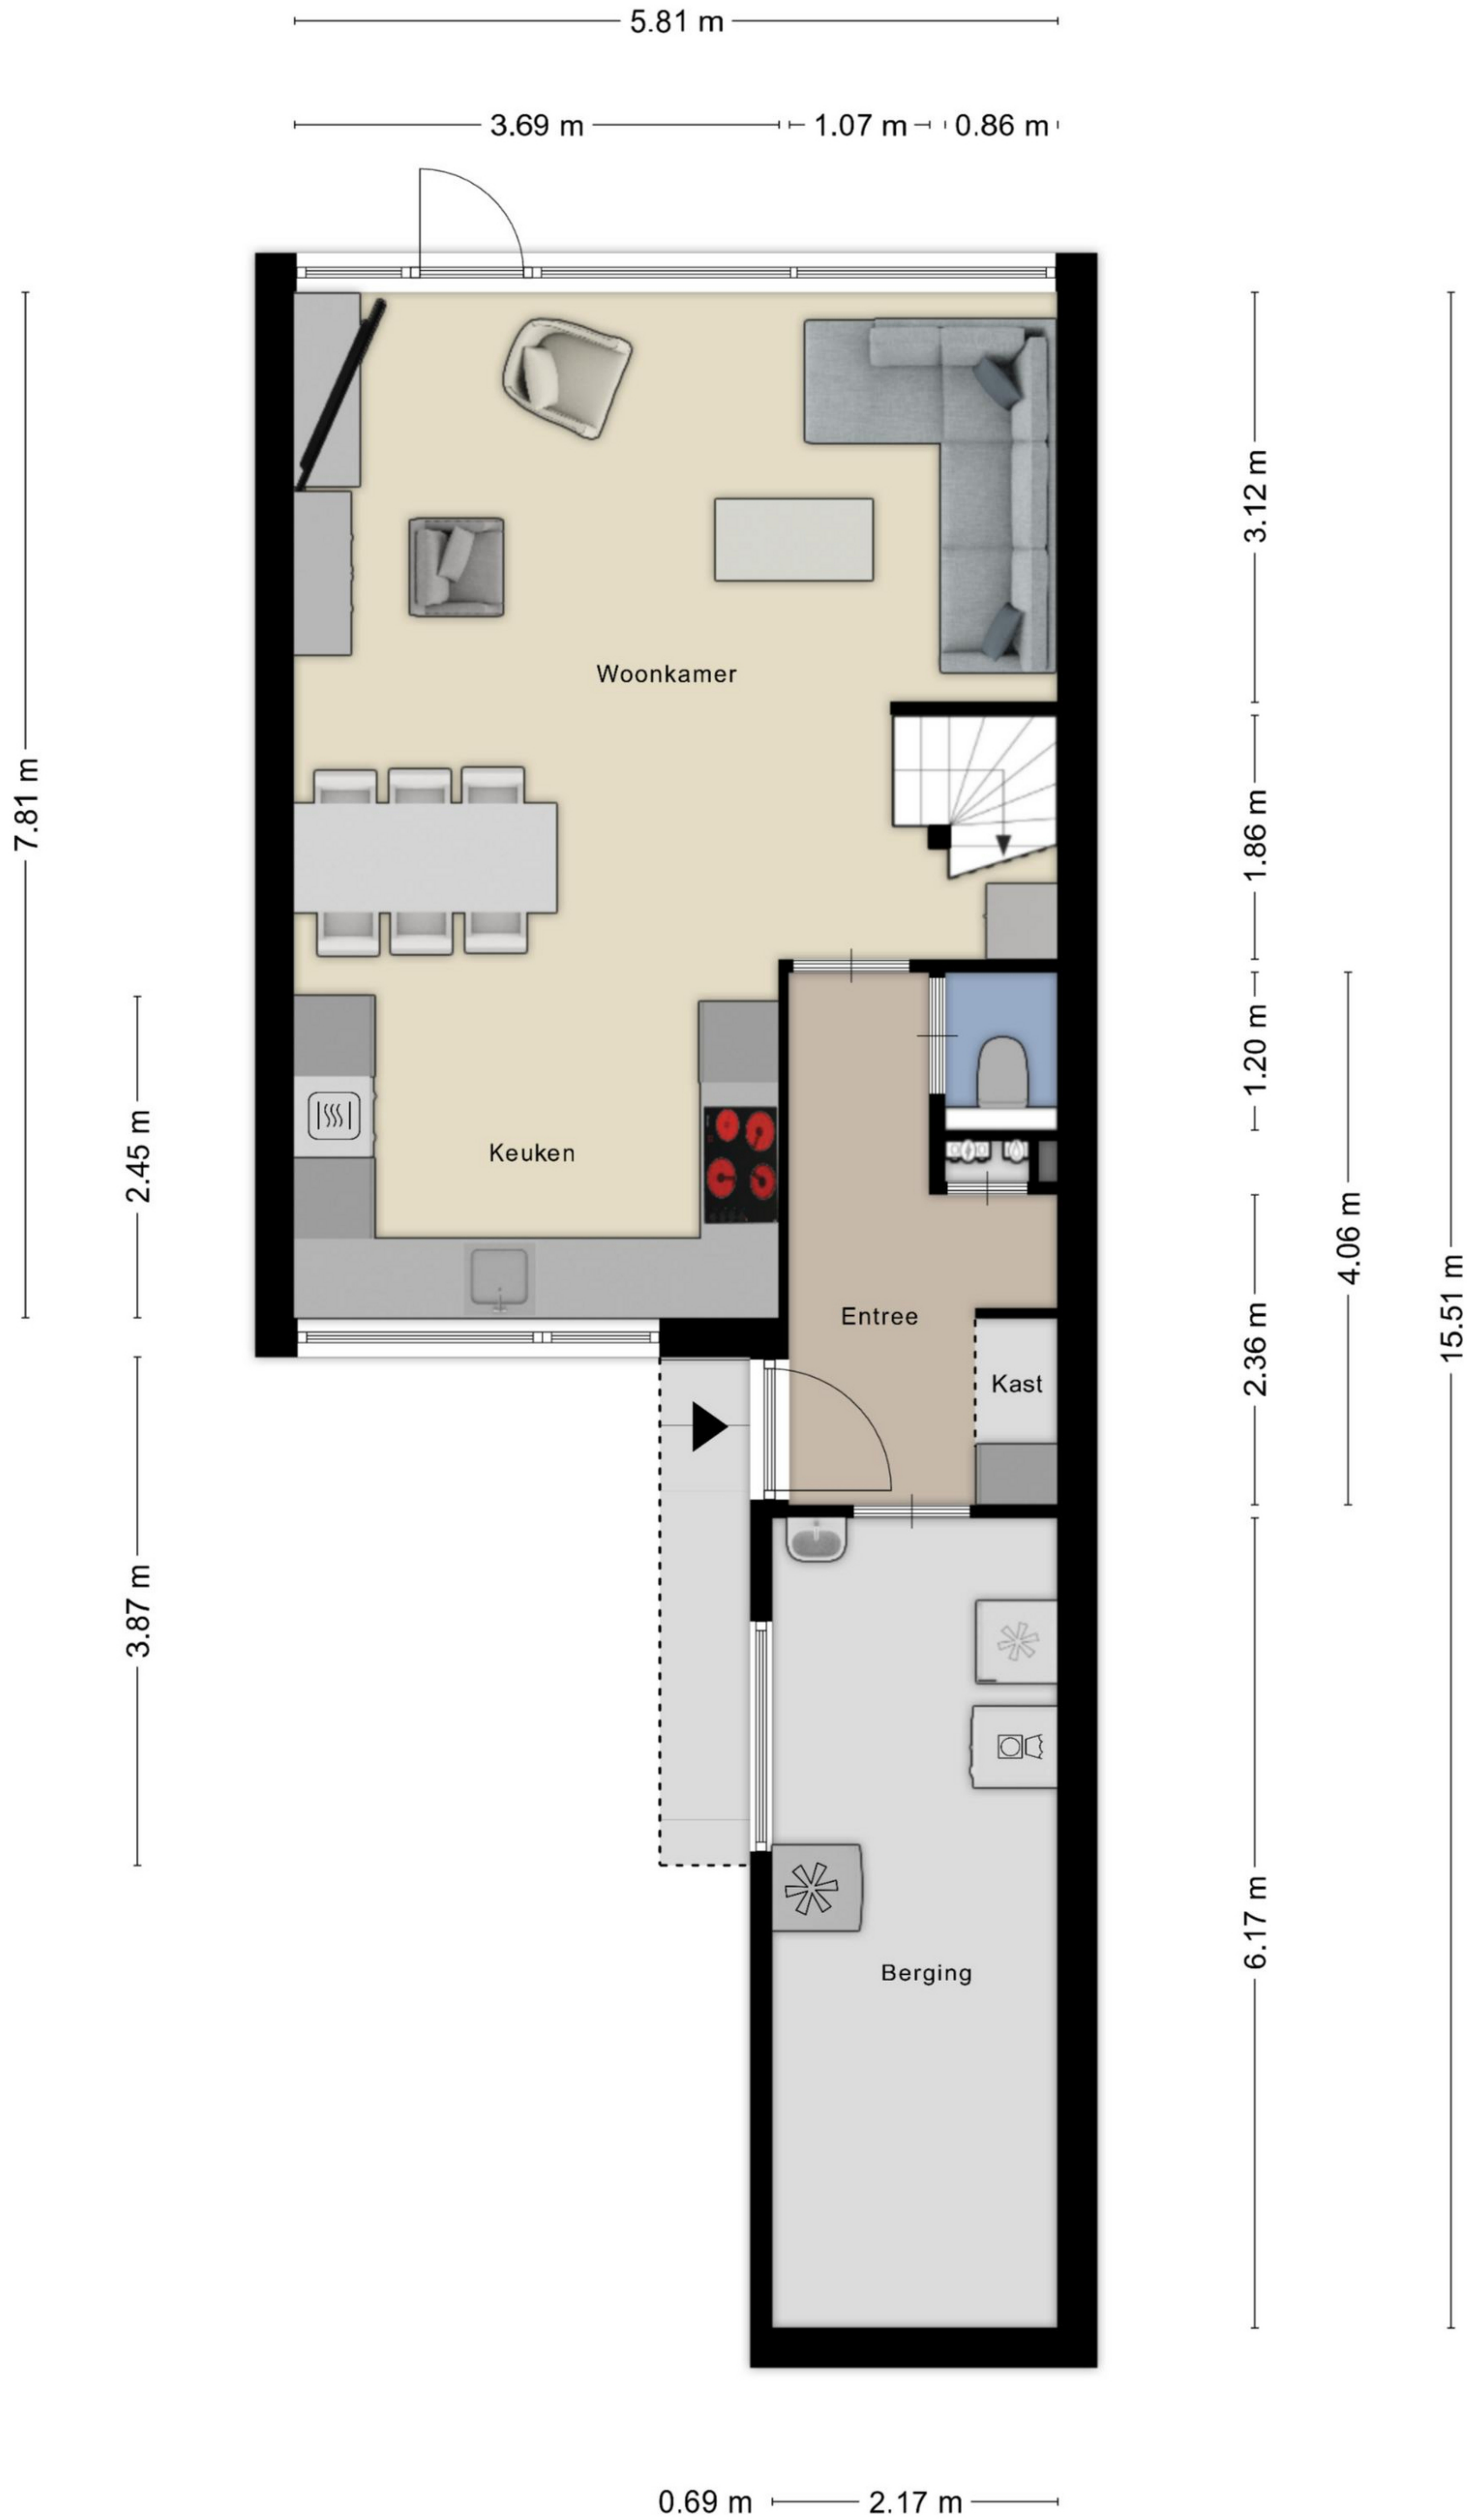 5.81 m
3.69 m
1.07 m
0.86 m
3.12 m
Woonkamer
7.81 m
1.86 m
1.20 m
2.45 m
Keuken
4.06 m
15.51 m
Entree
2.36 m
Kast
3.87 m
6.17 m
Berging
0.69 m
2.17 m